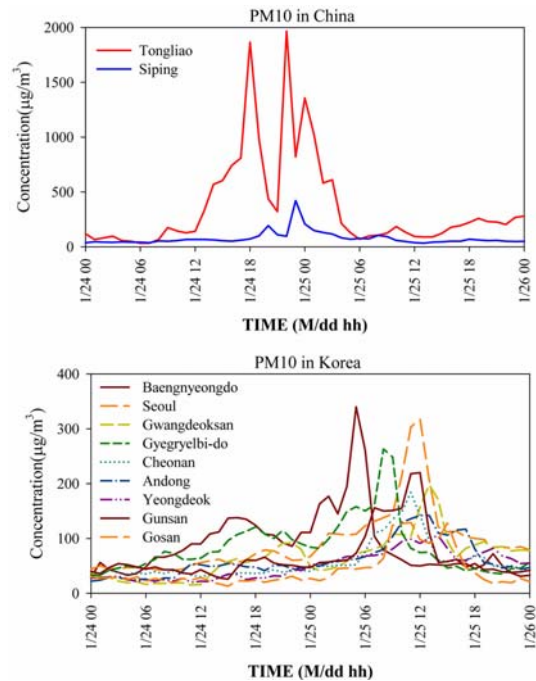 PM10 in China
2000
1500
1000
500
0
Concentration(μg/m³)
Tongliao
Siping
1/24 00
1/24 06
1/24 12
1/24 18
1/25 00
1/25 06
1/25 12
1/25 18
1/26 00
TIME (M/dd hh)
PM10 in Korea
400
300
200
100
0
Concentration(μg/m³)
Baengnyeongdo
Seoul
Gwangdeoksan
Gyegryelbi-do
Cheonan
Andong
Yeongdeok
Gunsan
Gosan
1/24 00
1/24 06
1/24 12
1/24 18
1/25 00
1/25 06
1/25 12
1/25 18
1/26 00
TIME (M/dd hh)